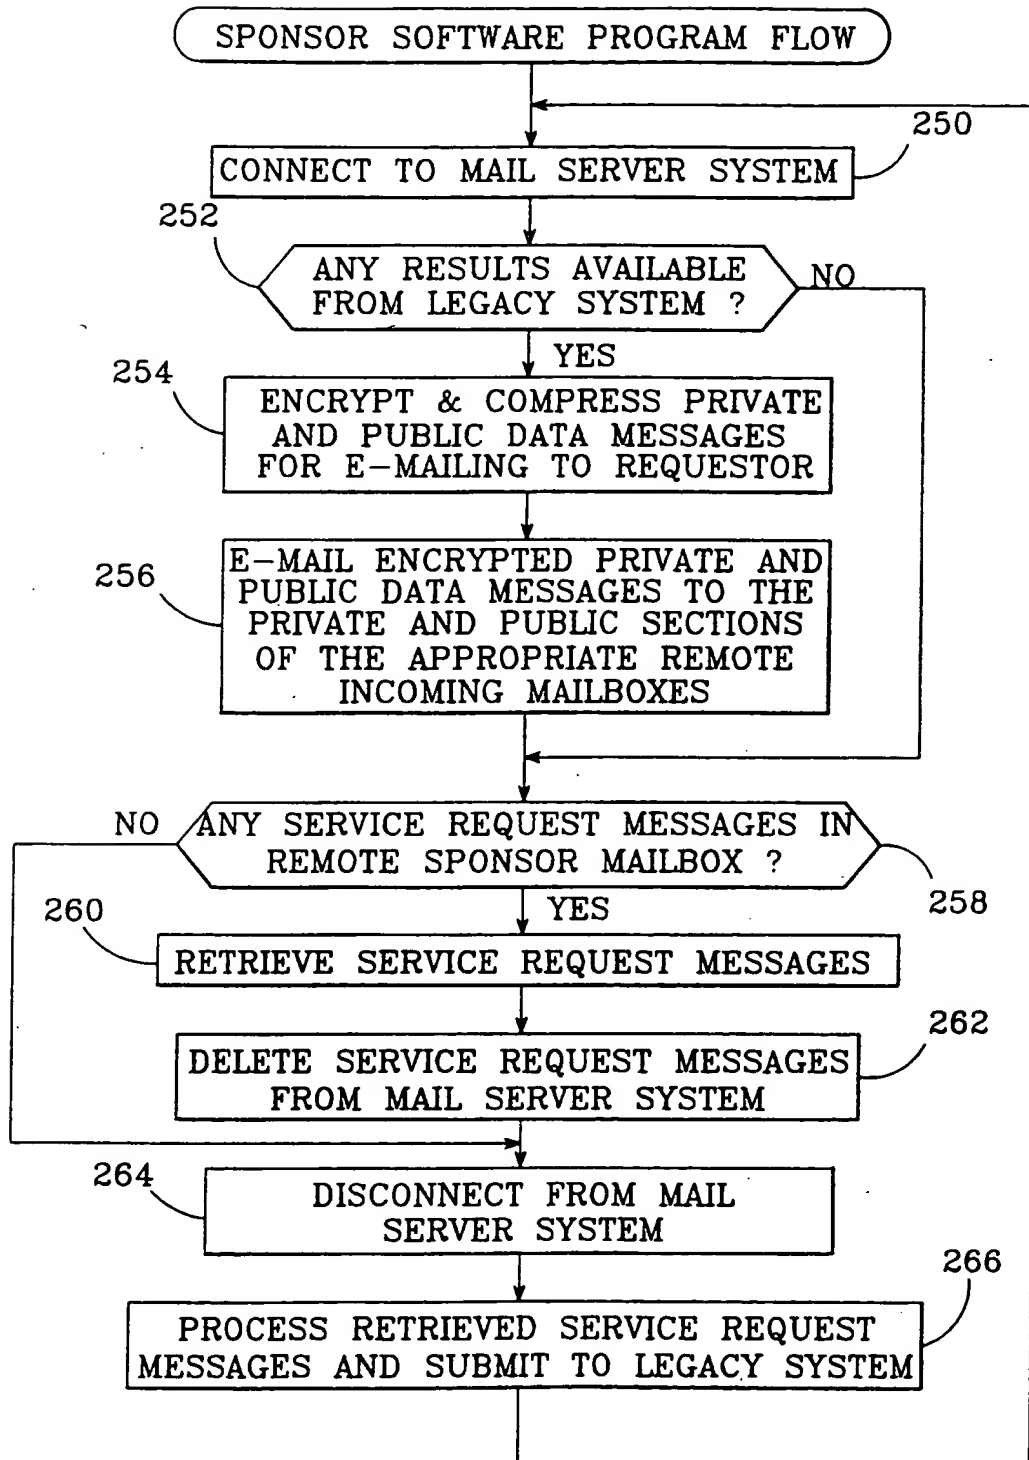 SPONSOR SOFTWARE PROGRAM FLOW
250
CONNECT TO MAIL SERVER SYSTEM
252
ANY RESULTS AVAILABLE
FROM LEGACY SYSTEM ?
NO
YES
254
ENCRYPT & COMPRESS PRIVATE
AND PUBLIC DATA MESSAGES
FOR E-MAILING TO REQUESTOR
256
E-MAIL ENCRYPTED PRIVATE AND
PUBLIC DATA MESSAGES TO THE
PRIVATE AND PUBLIC SECTIONS
OF THE APPROPRIATE REMOTE
INCOMING MAILBOXES
NO
ANY SERVICE REQUEST MESSAGES IN
REMOTE SPONSOR MAILBOX ?
258
YES
260
RETRIEVE SERVICE REQUEST MESSAGES
262
DELETE SERVICE REQUEST MESSAGES
FROM MAIL SERVER SYSTEM
264
DISCONNECT FROM MAIL
SERVER SYSTEM
266
PROCESS RETRIEVED SERVICE REQUEST
MESSAGES AND SUBMIT TO LEGACY SYSTEM